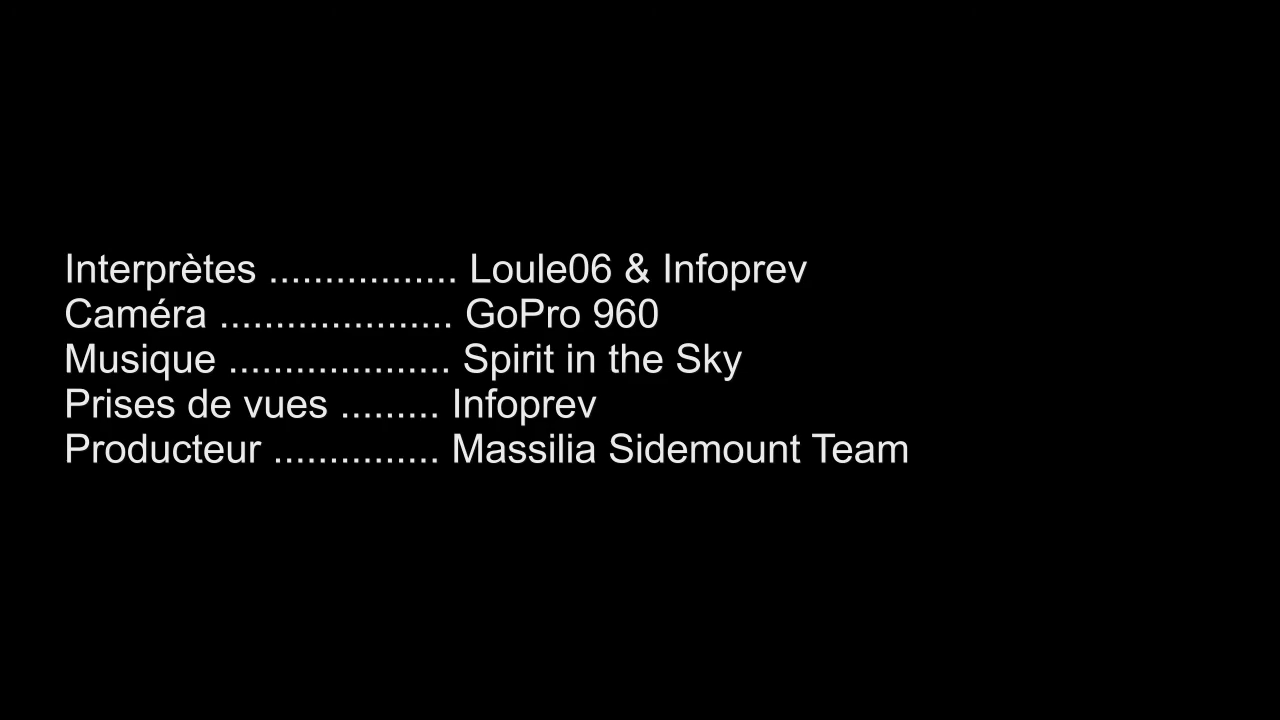 Interprètes ................. Loule06 & Infoprev
Caméra ..................... GoPro 960
Musique .................... Spirit in the Sky
Prises de vues ......... Infoprev
Producteur ............... Massilia Sidemount Team